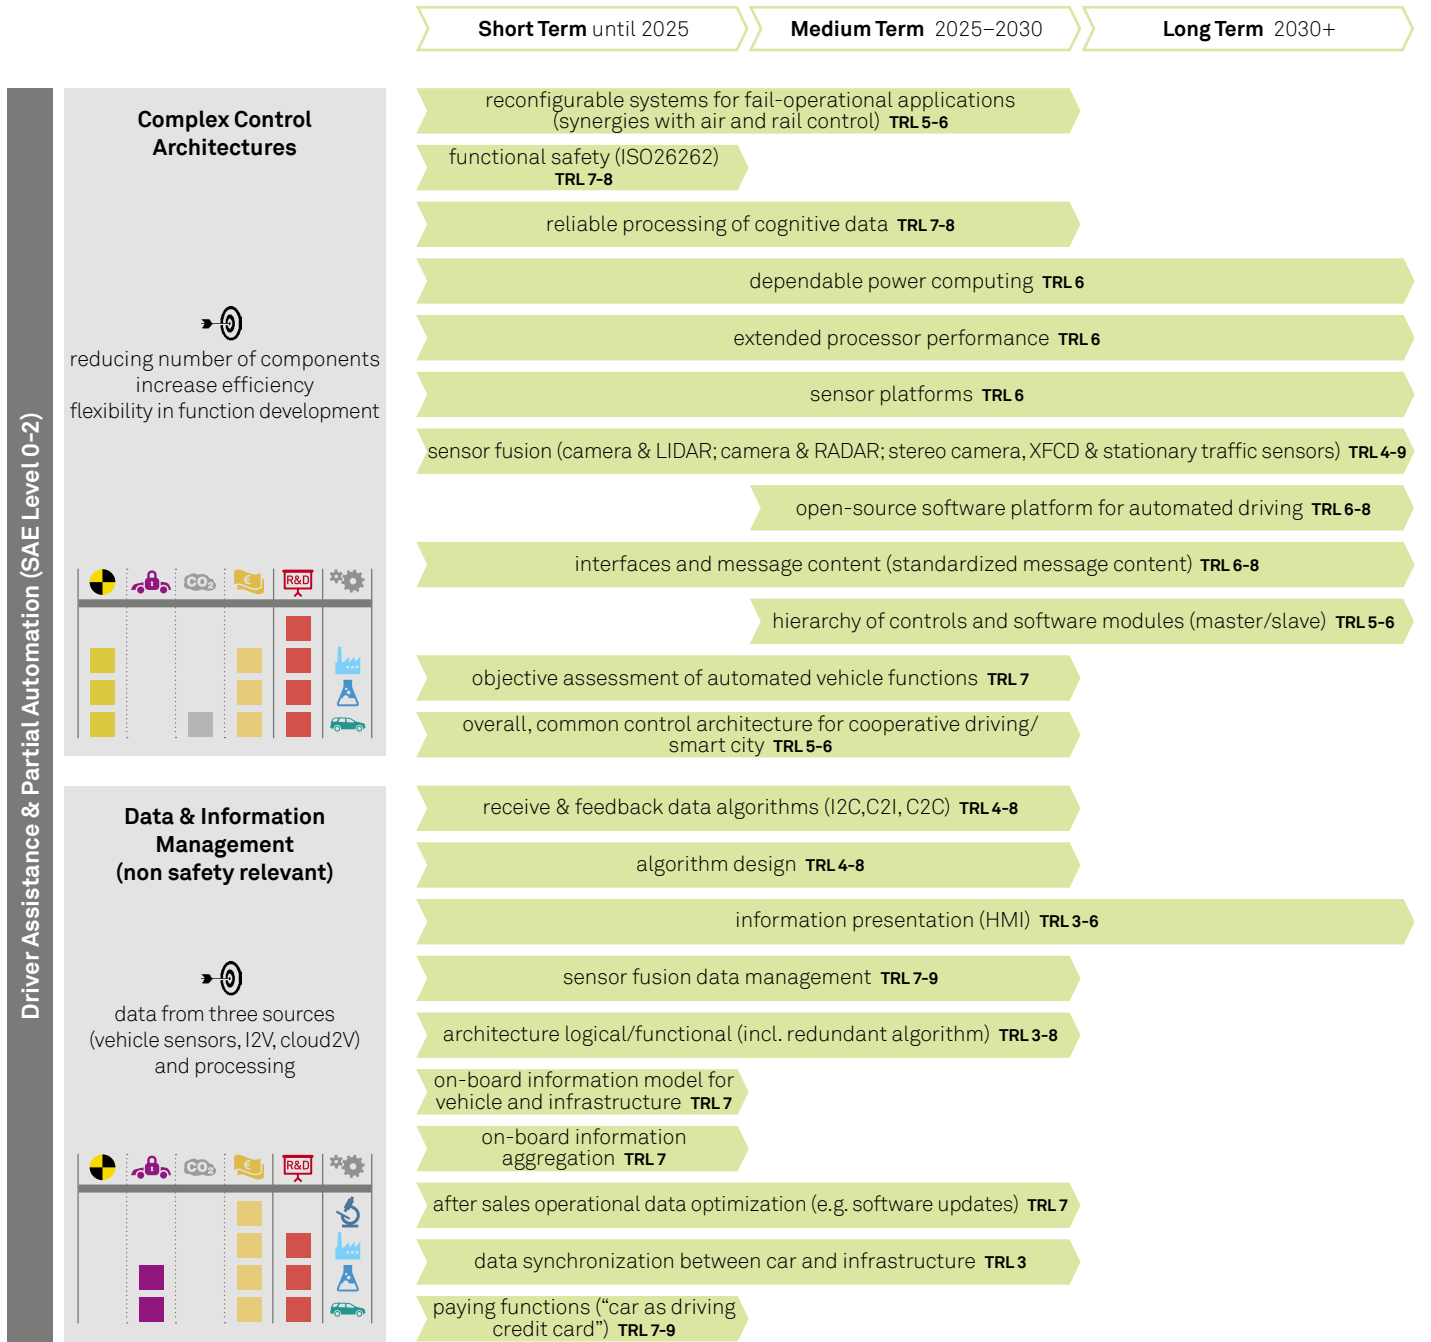 Short Term until 2025
Medium Term 2025–2030
Long Term 2030+
Driver Assistance & Partial Automation (SAE Level 0-2)
Complex Control
Architectures
reducing number of components
increase efficiency
flexibility in function development
CO2
€
R&D
reconfigurable systems for fail-operational applications
(synergies with air and rail control) TRL 5-6
functional safety (ISO26262)
TRL 7-8
reliable processing of cognitive data TRL 7-8
dependable power computing TRL 6
extended processor performance TRL 6
sensor platforms TRL 6
sensor fusion (camera & LIDAR; camera & RADAR; stereo camera, XFCD & stationary traffic sensors) TRL 4-9
open-source software platform for automated driving TRL 6-8
interfaces and message content (standardized message content) TRL 6-8
hierarchy of controls and software modules (master/slave) TRL 5-6
objective assessment of automated vehicle functions TRL 7
overall, common control architecture for cooperative driving/
smart city TRL 5-6
Data & Information
Management
(non safety relevant)
data from three sources
(vehicle sensors, I2V, cloud2V)
and processing
CO2
€
R&D
receive & feedback data algorithms (I2C,C2I, C2C) TRL 4-8
algorithm design TRL 4-8
information presentation (HMI) TRL 3-6
sensor fusion data management TRL 7-9
architecture logical/functional (incl. redundant algorithm) TRL 3-8
on-board information model for
vehicle and infrastructure TRL 7
on-board information
aggregation TRL 7
after sales operational data optimization (e.g. software updates) TRL 7
data synchronization between car and infrastructure TRL 3
paying functions (“car as driving
credit card”) TRL 7-9